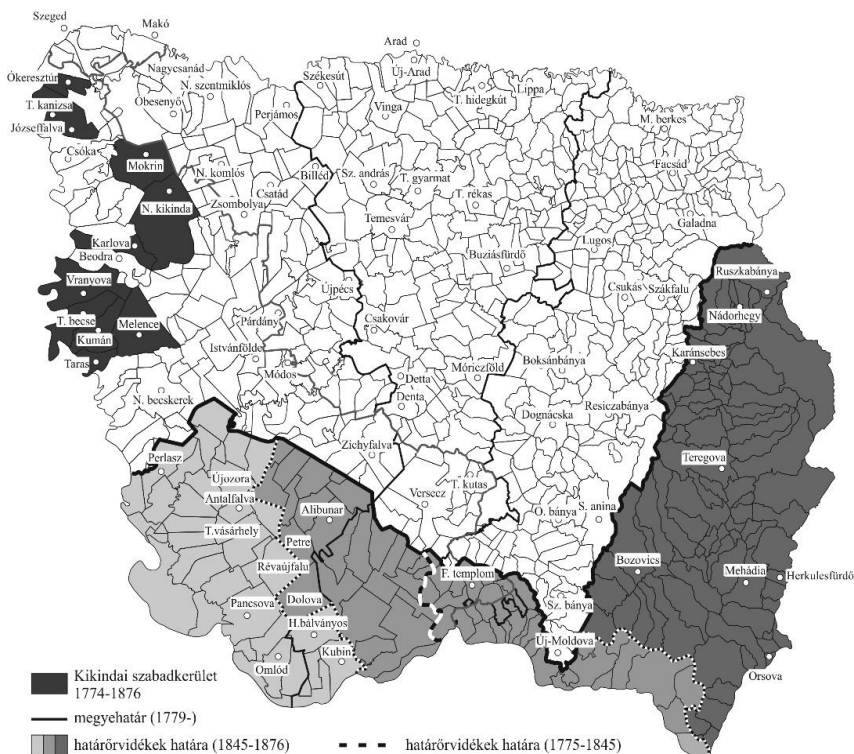 Szeged
Makó
Arad
Ókeresztúr
Nagycsanád
N. szentmiklós
Székesút
Új-Arad
Lippa
T. kanizsa
Óbesenyő
Perjámos
Vinga
T. hidegkút
Józseffalva
M. berkes
Csóka
Mokrin
N. komlós
Billéd
Sz. andrás
T. gyarmat
Facsád
N. kikinda
Csatád
Zsombolya
T. rékas
Temesvár
Galadna
Karlova
Lugos
Beodra
Buziásfürdő
Ruszkabánya
Vranyova
Újpécs
Csukás
Szákfalu
Nádorhegy
T. becse
Melence
Párdány
Csakovár
Kumán
Istvánföldet
Karánsebes
Taras
Módos
Móriczföld
Boksánbánya
N. becskerek
Detta
Denta
Dognácska
Resiczabánya
Zichyfalva
Perlasz
Teregova
Újozora
T. kutas
Antalfalva
Versecz
O. bánya
S. anina
Alibunar
T.vásárhely
Petre
Révaújfalu
F. templom
Bozovics
Mehádia
Herkulesfürdő
Dolova
Pancsova
H.bálványos
Sz. bánya
Kubin
Új-Moldova
Omlód
Orsova
Kikindai szabadkerület
1774-1876
megyehatár (1779-)
határőrvidékek határa (1845-1876)
határőrvidékek határa (1775-1845)